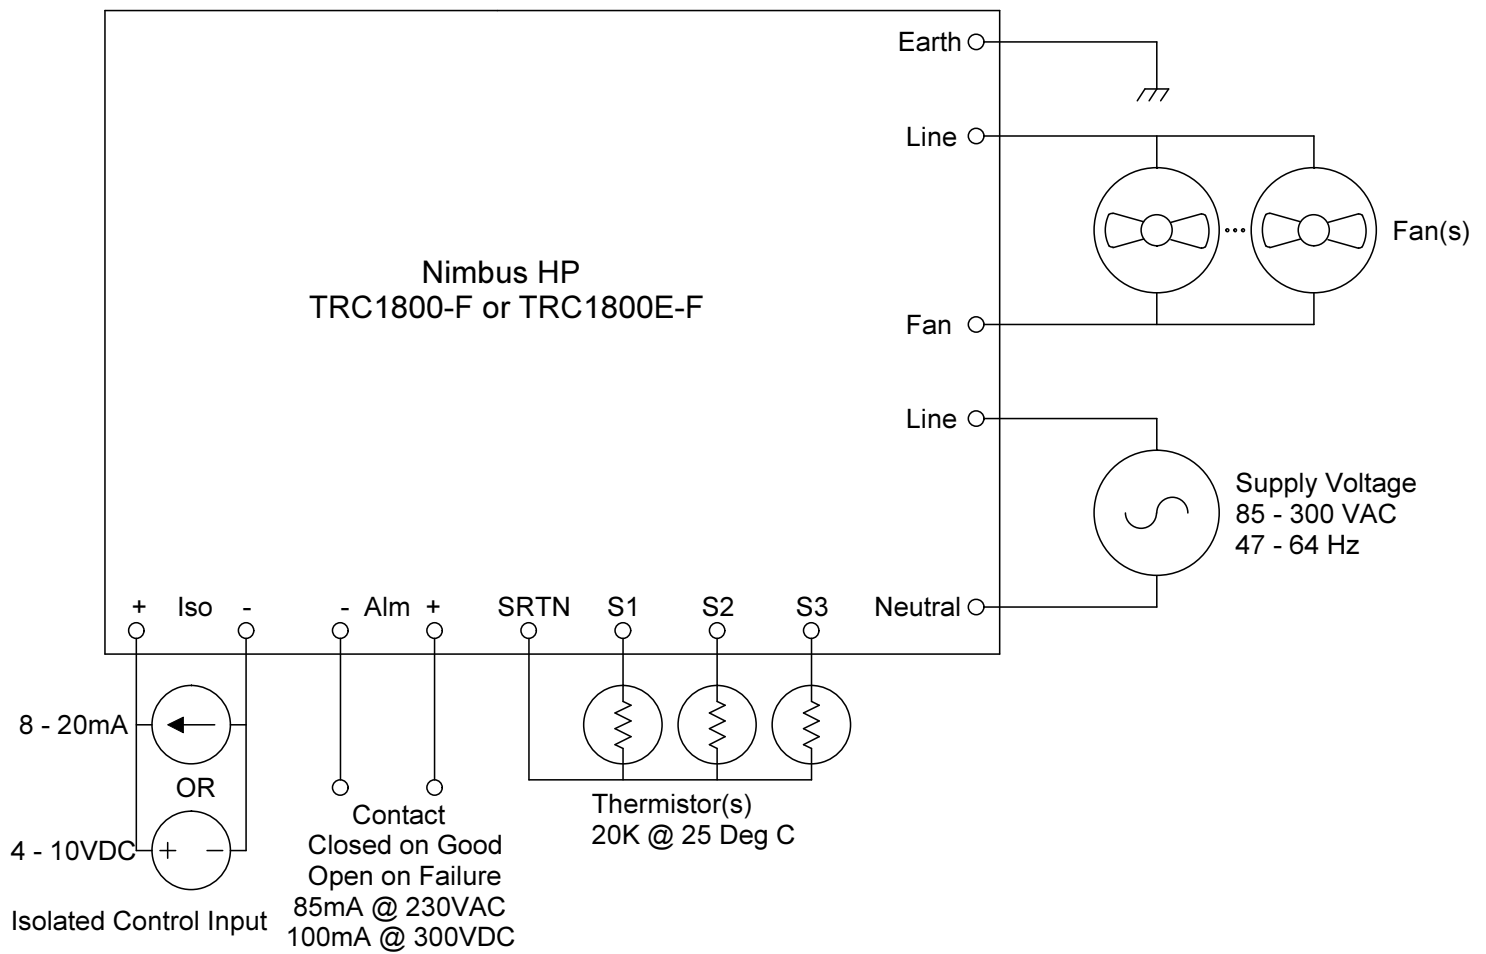 Earth
Line
Fan(s)
Nimbus HP
TRC1800-F or TRC1800E-F
Fan
Line
Supply Voltage
85 - 300 VAC
47 - 64 Hz
+ Iso -
- Alm +
SRTN S1 S2 S3
Neutral
8 - 20mA
OR
4 - 10VDC
+ -
Isolated Control Input
Contact
Closed on Good
Open on Failure
85mA @ 230VAC
100mA @ 300VDC
Thermistor(s)
20K @ 25 Deg C